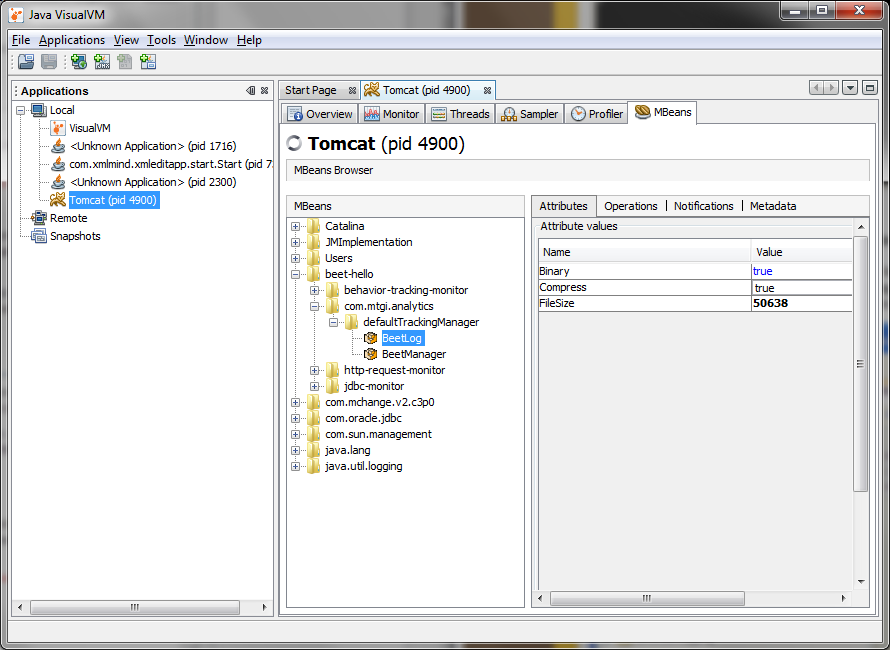 Java VisualVM
File Applications View Tools Window Help
Applications
Local
VisualVM
<Unknown Application> (pid 1716)
com.xmlmind.xmleditapp.start.Start (pid 7
<Unknown Application> (pid 2300)
Tomcat (pid 4900)
Remote
Snapshots
Start Page Tomcat (pid 4900)
Overview Monitor Threads Sampler Profiler MBeans
Tomcat (pid 4900)
MBeans Browser
MBeans
Catalina
JMImplementation
Users
beet-hello
behavior-tracking-monitor
com.mtgi.analytics
defaultTrackingManager
BeetLog
BeetManager
http-request-monitor
jdbc-monitor
com.mchange.v2.c3p0
com.oracle.jdbc
com.sun.management
java.lang
java.util.logging
Attributes Operations Notifications Metadata
Attribute values
Name Value
Binary true
Compress true
FileSize 50638